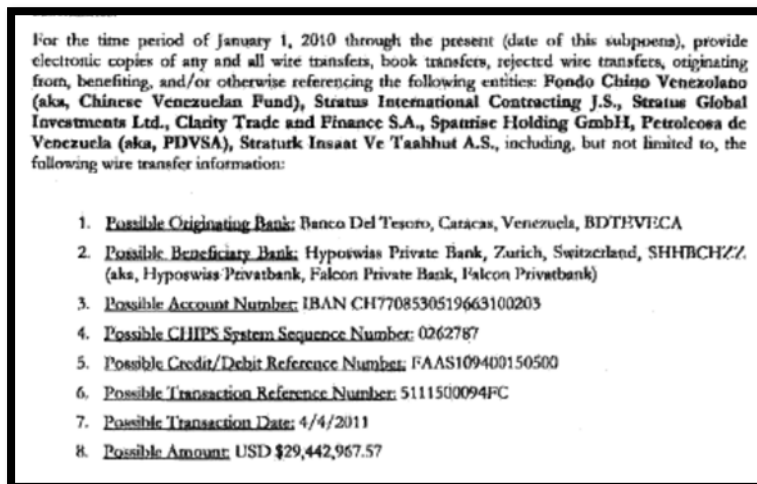 For the time period of January 1, 2010 through the present (date of this subpoena), provide
electronic copies of any and all wire transfers, book transfers, rejected wire transfers, originating
from, benefiting, and/or otherwise referencing the following entities: Fondo Chino Venezolano
(aka, Chinese Venezuelan Fund), Stratus International Contracting J.S., Stratus Global
Investments Ltd., Clarity Trade and Finance S.A., Spantrise Holding GmbH, Petroleosa de
Venezuela (aka, PDVSA), Straturk Insaat Ve Taahhut A.S., including, but not limited to, the
following wire transfer information:
1. Possible Originating Bank: Banco Del Tesoro, Caracas, Venezuela, BDTEVECA
2. Possible Beneficiary Bank: Hyposwiss Private Bank, Zurich, Switzerland, SHHBCHZZ
(aka, Hyposwiss Privatbank, Falcon Private Bank, Falcon Privatbank)
3. Possible Account Number: IBAN CH7708530519663100203
4. Possible CHIPS System Sequence Number: 0262787
5. Possible Credit/Debit Reference Number: FAAS109400150500
6. Possible Transaction Reference Number: 5111500094FC
7. Possible Transaction Date: 4/4/2011
8. Possible Amount: USD $29,442,967.57